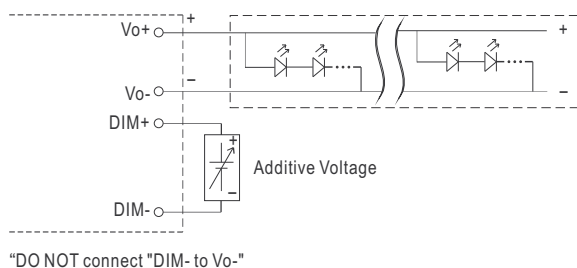 Vo+
+
+
Vo-
−
−
DIM+
+
Additive Voltage
−
DIM-
“DO NOT connect "DIM- to Vo-"